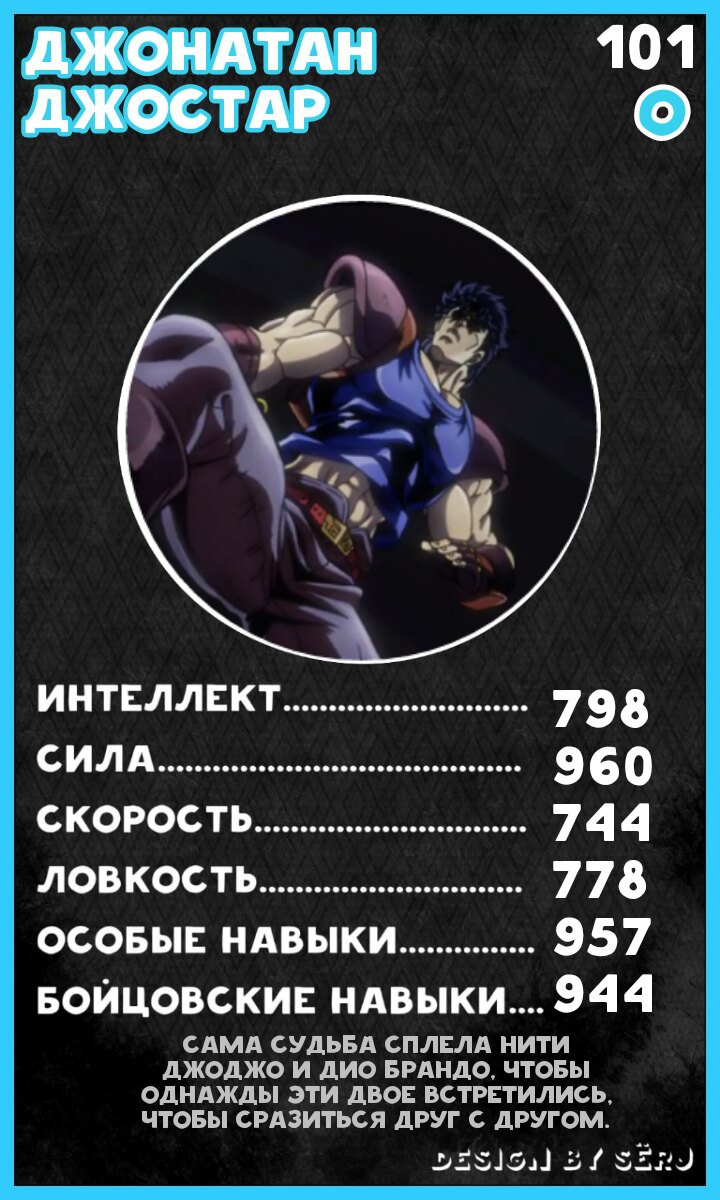 ДЖОНАТАН
ДЖОСТАР
101
ИНТЕЛЛЕКТ........................... 798
СИЛА........................................ 960
СКОРОСТЬ.............................. 744
ЛОВКОСТЬ............................. 778
ОСОБЫЕ НАВЫКИ............... 957
БОЙЦОВСКИЕ НАВЫКИ.... 944
САМА СУДЬБА СПЛЕЛА НИТИ
ДЖОДЖО И ДИО БРАНДО, ЧТОБЫ
ОДНАЖДЫ ЭТИ ДВОЕ ВСТРЕТИЛИСЬ,
ЧТОБЫ СРАЗИТЬСЯ ДРУГ С ДРУГОМ.
DESIGN BY SЁRJ